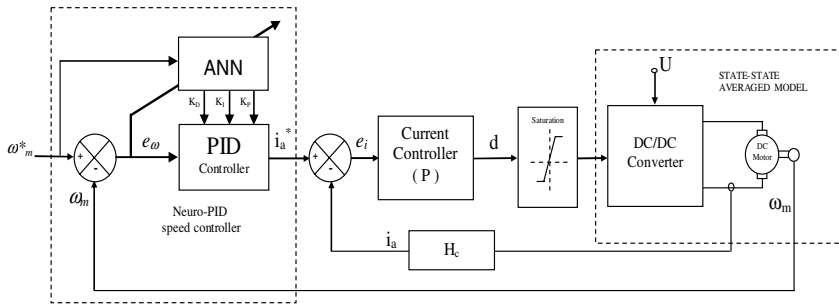 ANN
K_D K_I K_P
ω*_m
+
-
e_ω
PID
Controller
ω_m
Neuro-PID
speed controller
i_a*
+
-
e_i
Current
Controller
( P )
d
Saturation
U
STATE-STATE
AVERAGED MODEL
DC/DC
Converter
DC
Motor
ω_m
i_a
H_c